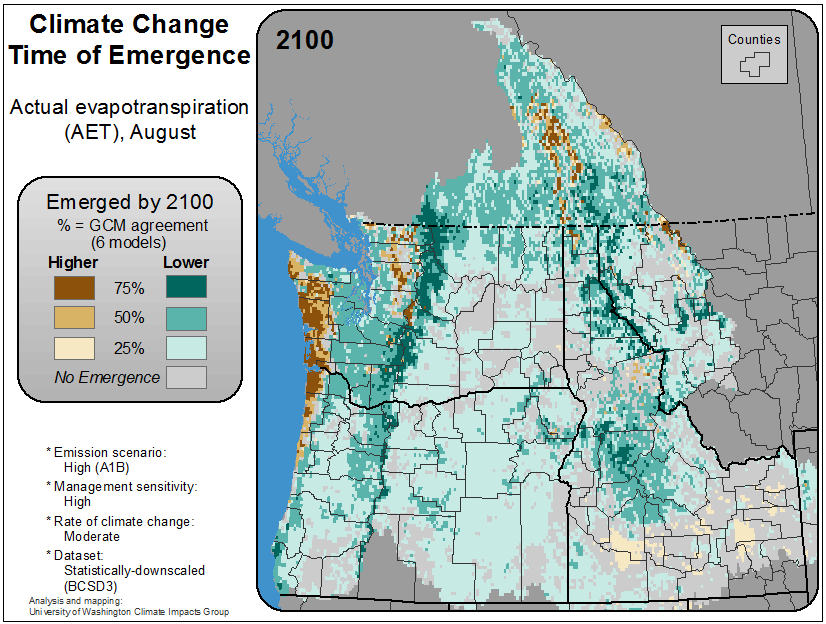 Climate Change
Time of Emergence
Actual evapotranspiration
(AET), August
Emerged by 2100
% = GCM agreement
(6 models)
Higher Lower
75%
50%
25%
No Emergence
* Emission scenario:
High (A1B)
* Management sensitivity:
High
* Rate of climate change:
Moderate
* Dataset:
Statistically-downscaled
(BCSD3)
Analysis and mapping:
University of Washington Climate Impacts Group
2100
Counties